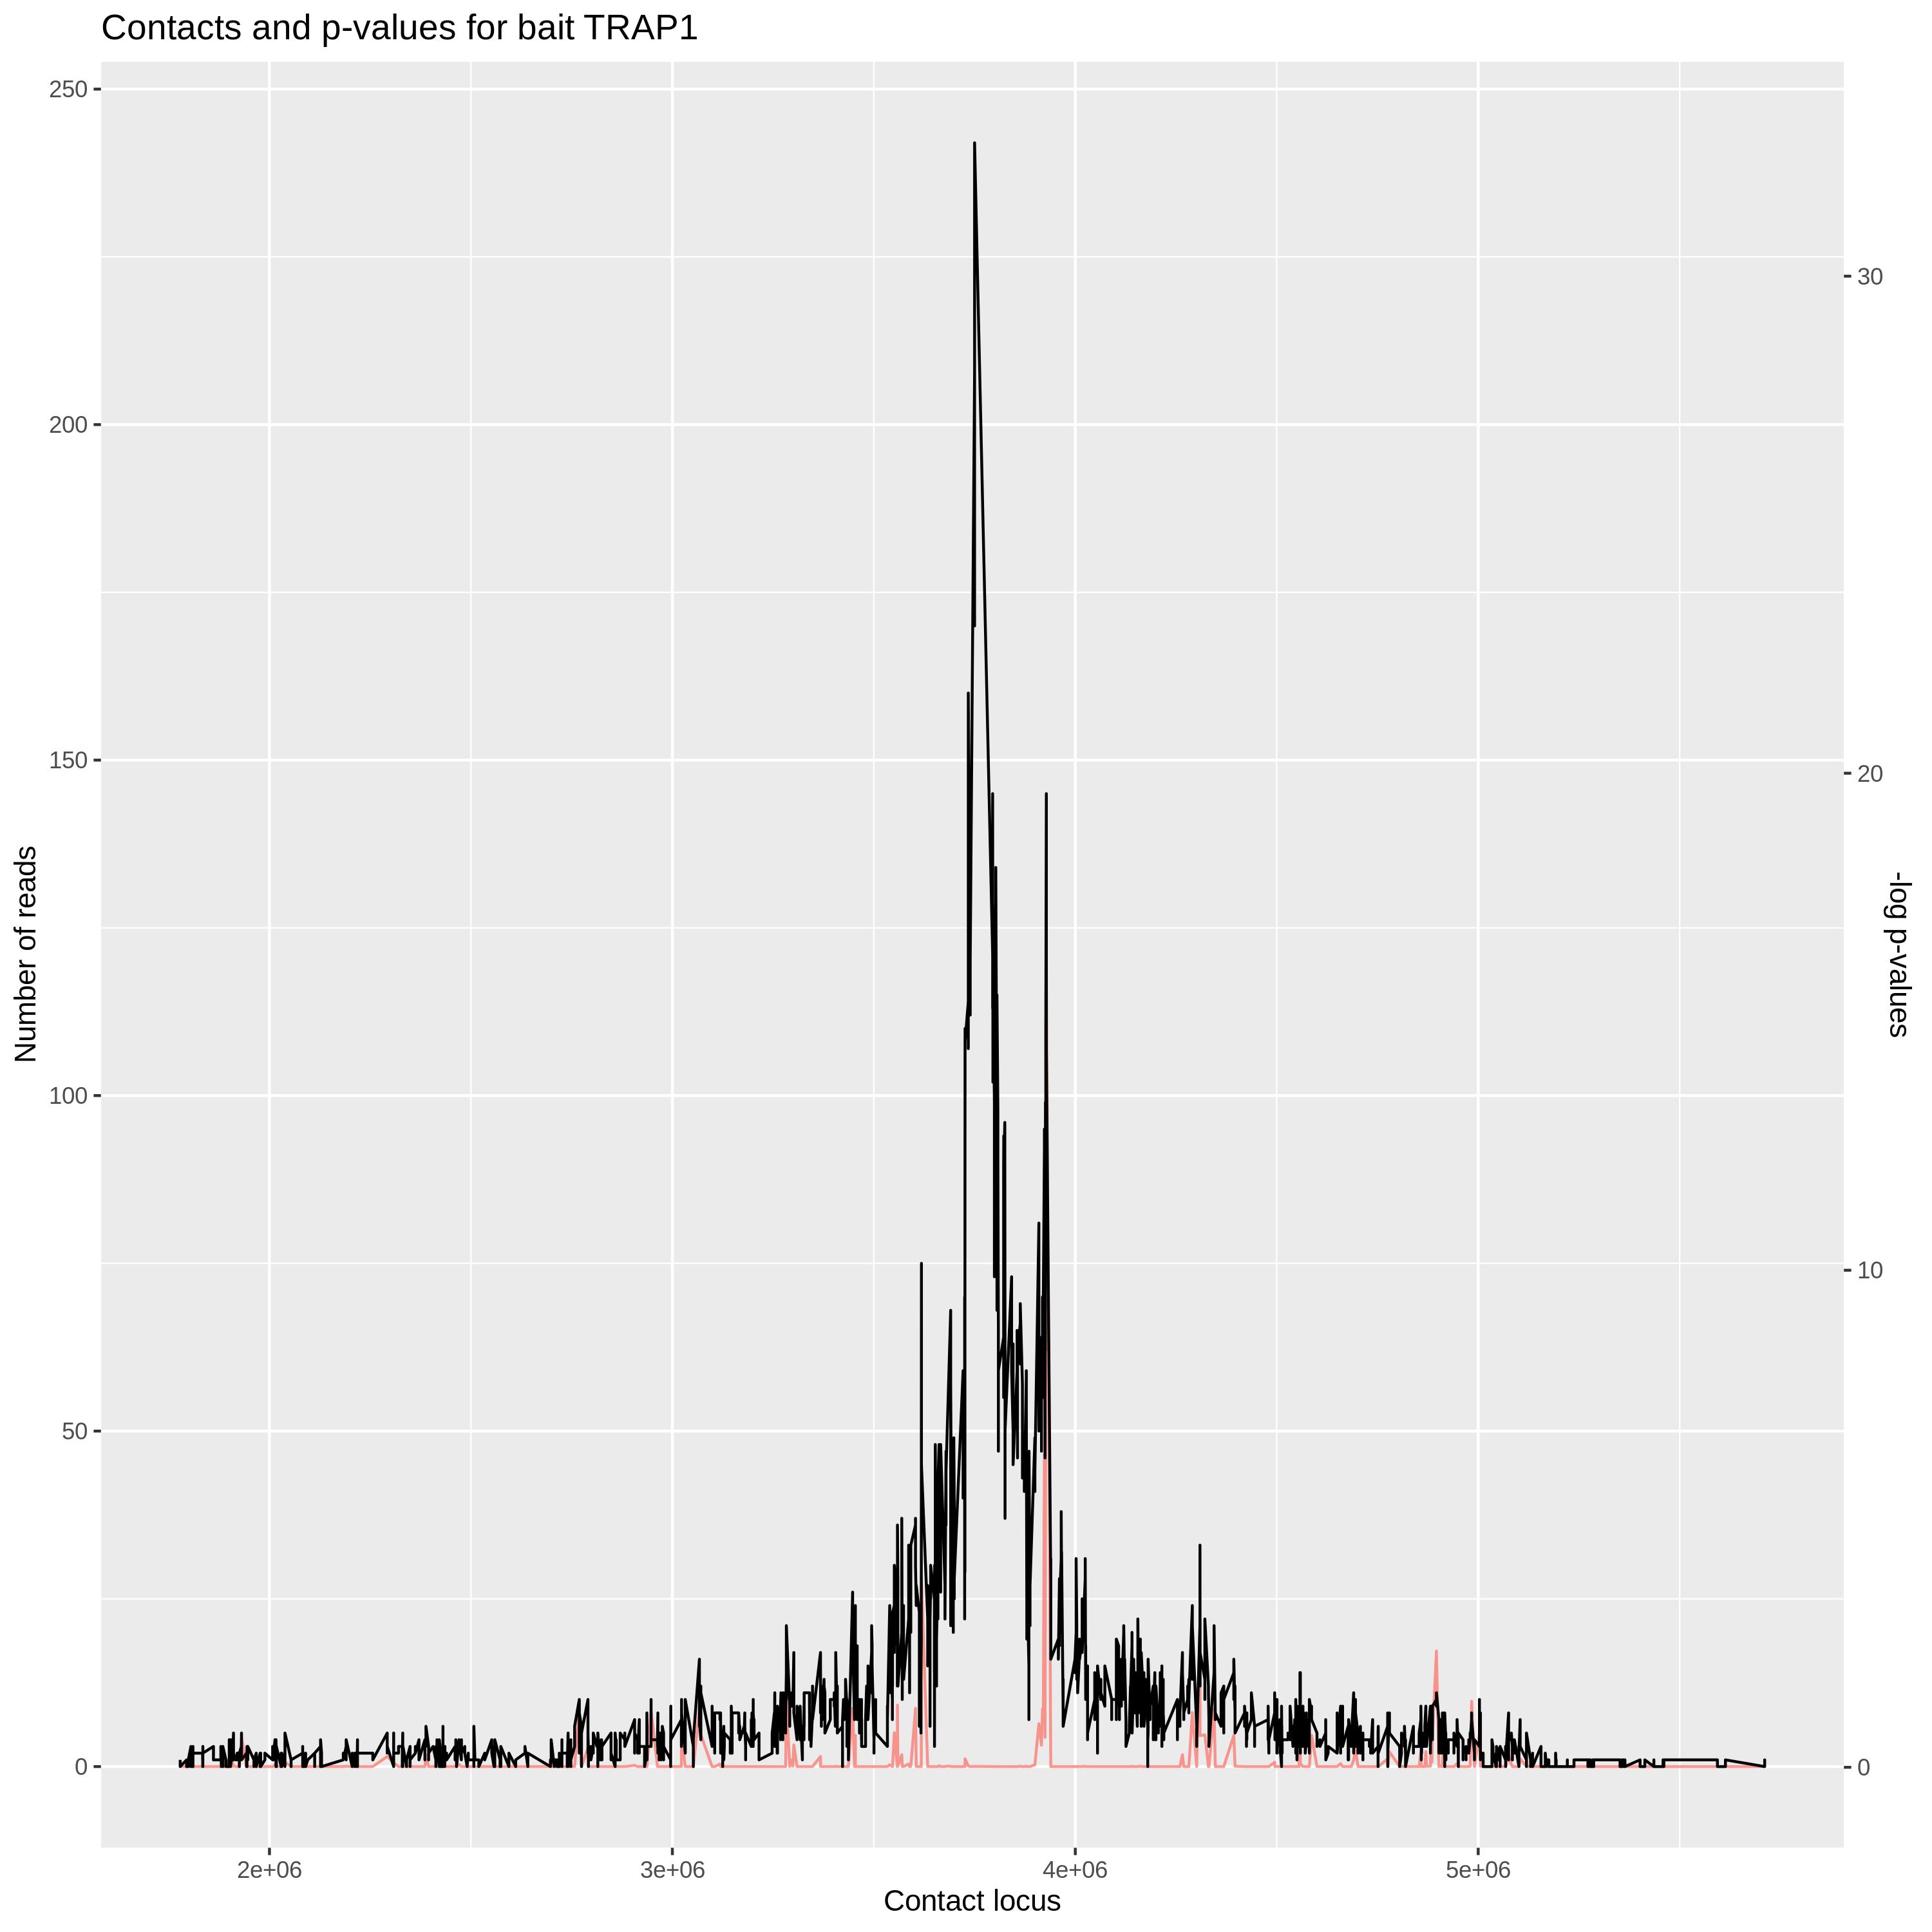 Contacts and p-values for bait TRAP1
250
200
150
100
50
0
Number of reads
30
20
10
0
-log p-values
2e+06
3e+06
4e+06
5e+06
Contact locus